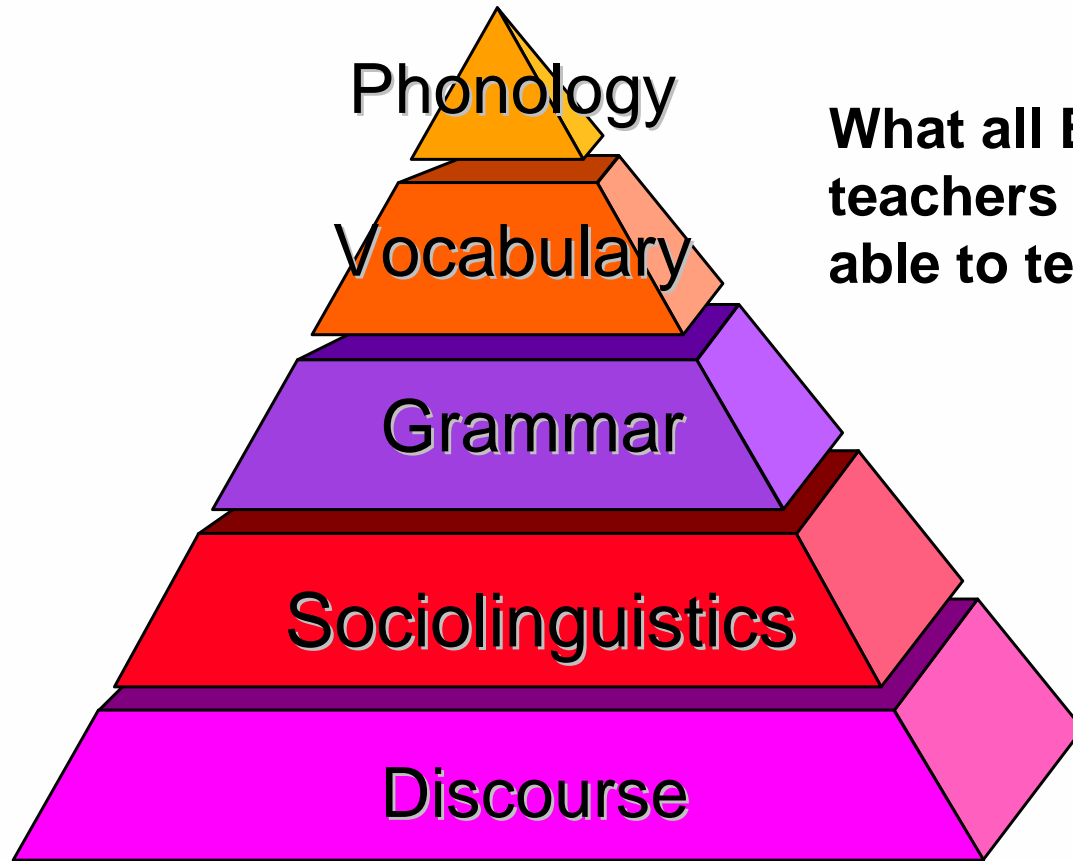 Phonology
Vocabulary
Grammar
Sociolinguistics
Discourse
What all
teachers
able to